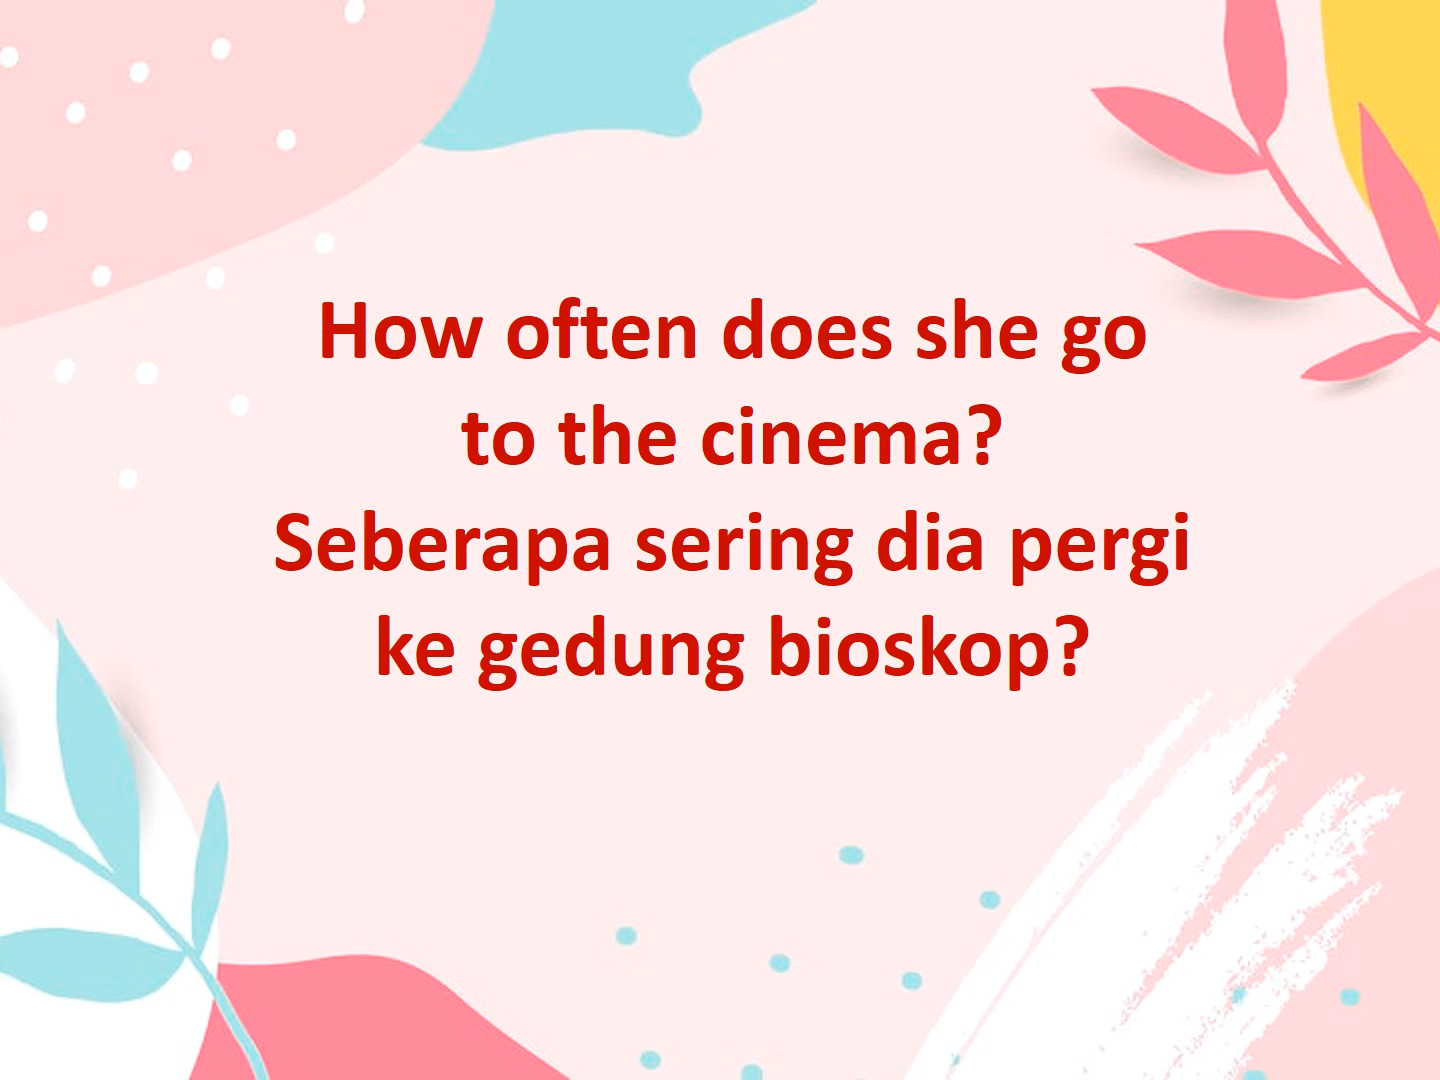 How often does she go
to the cinema?
Seberapa sering dia pergi
ke gedung bioskop?